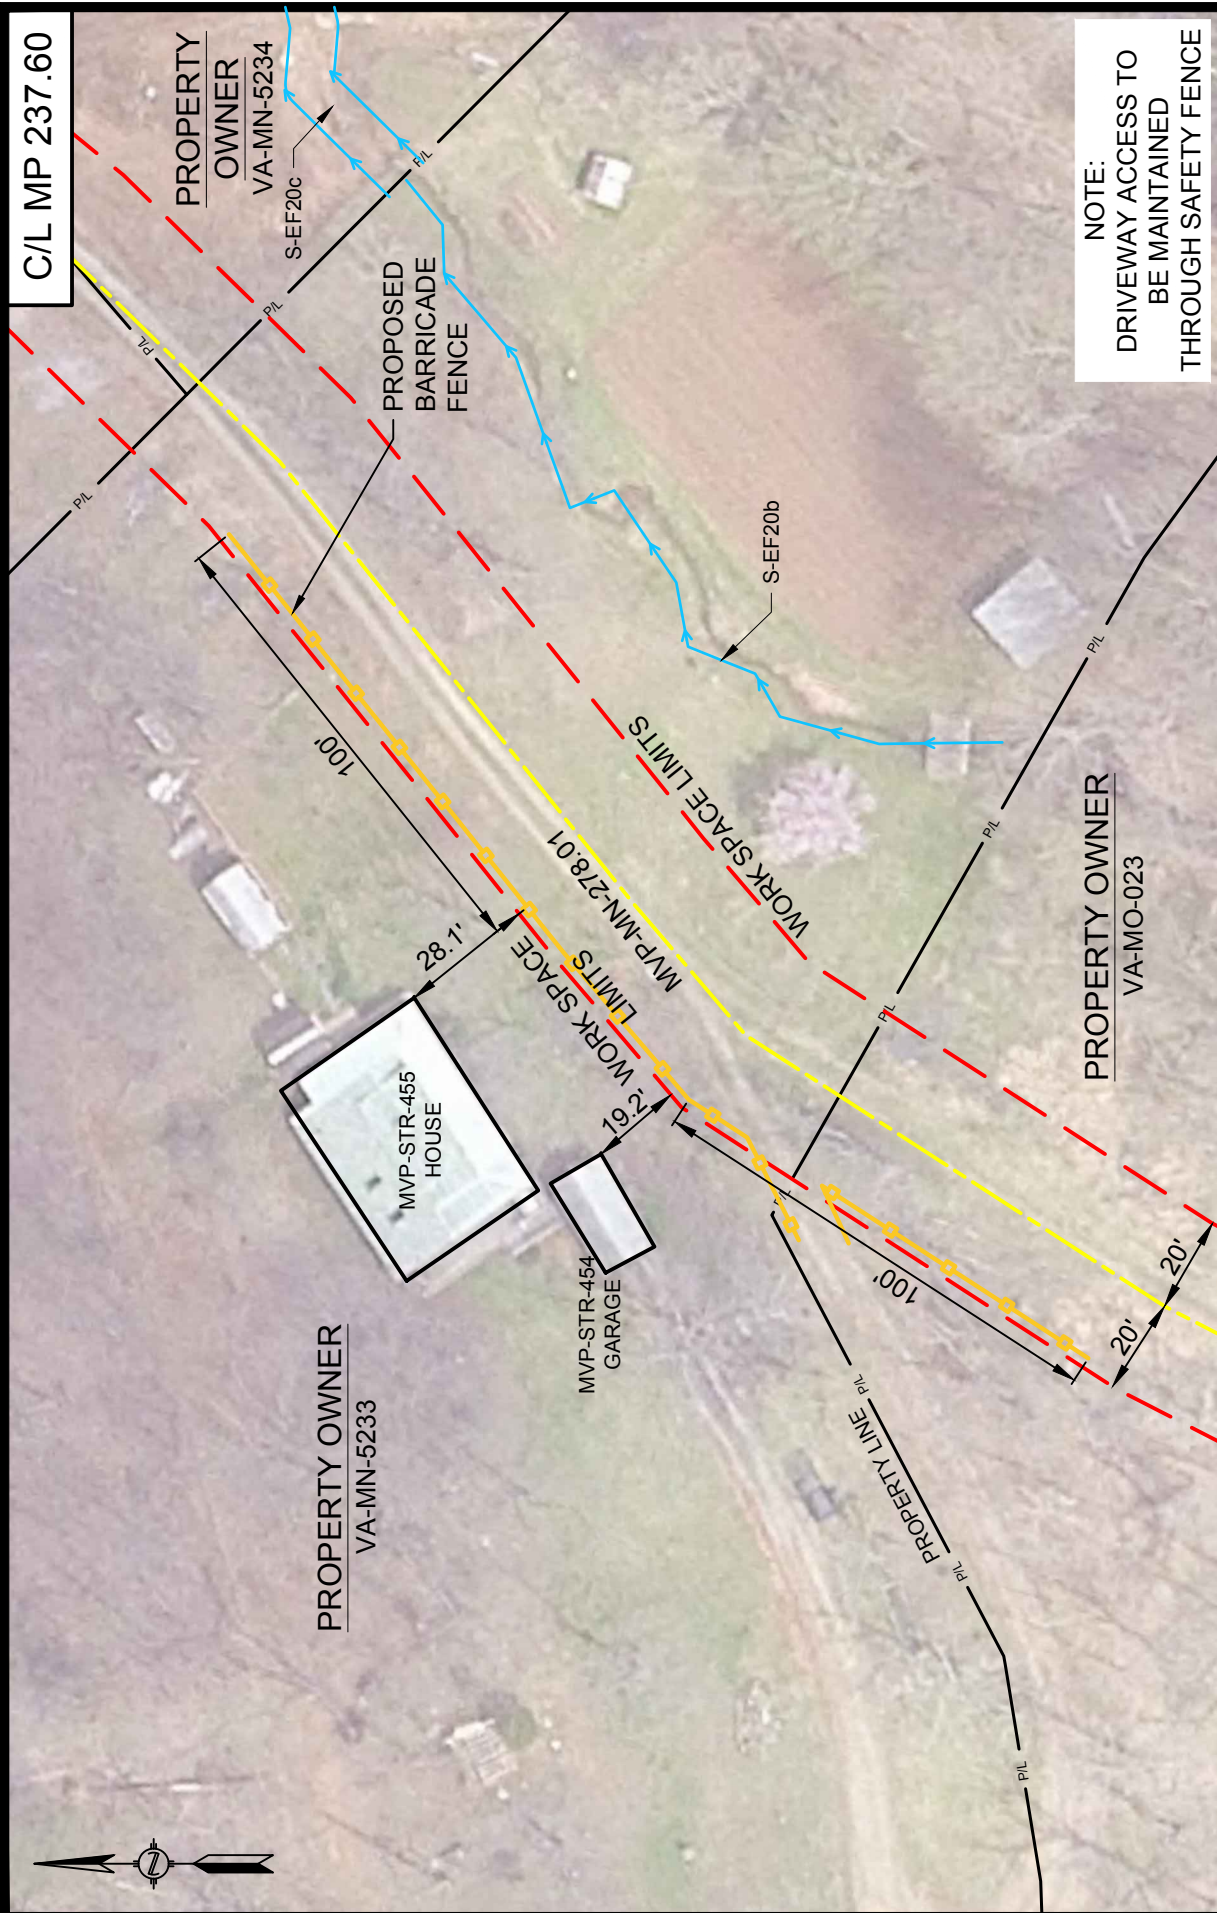 C/L MP 237.60
PROPERTY
OWNER
VA-MN-5234
S-EF20c
P/L
P/L
P/L
P/L
PROPOSED
BARRICADE
FENCE
NOTE:
DRIVEWAY ACCESS TO
BE MAINTAINED
THROUGH SAFETY FENCE
100'
S-EF20b
28.1'
WORK SPACE
LIMITS
MVP-MN-278.01
WORK SPACE LIMITS
P/L
P/L
P/L
MVP-STR-455
HOUSE
19.2'
MVP-STR-454
GARAGE
PROPERTY OWNER
VA-MO-023
PROPERTY OWNER
VA-MN-5233
100'
20'
20'
P/L
PROPERTY LINE
P/L
P/L
N